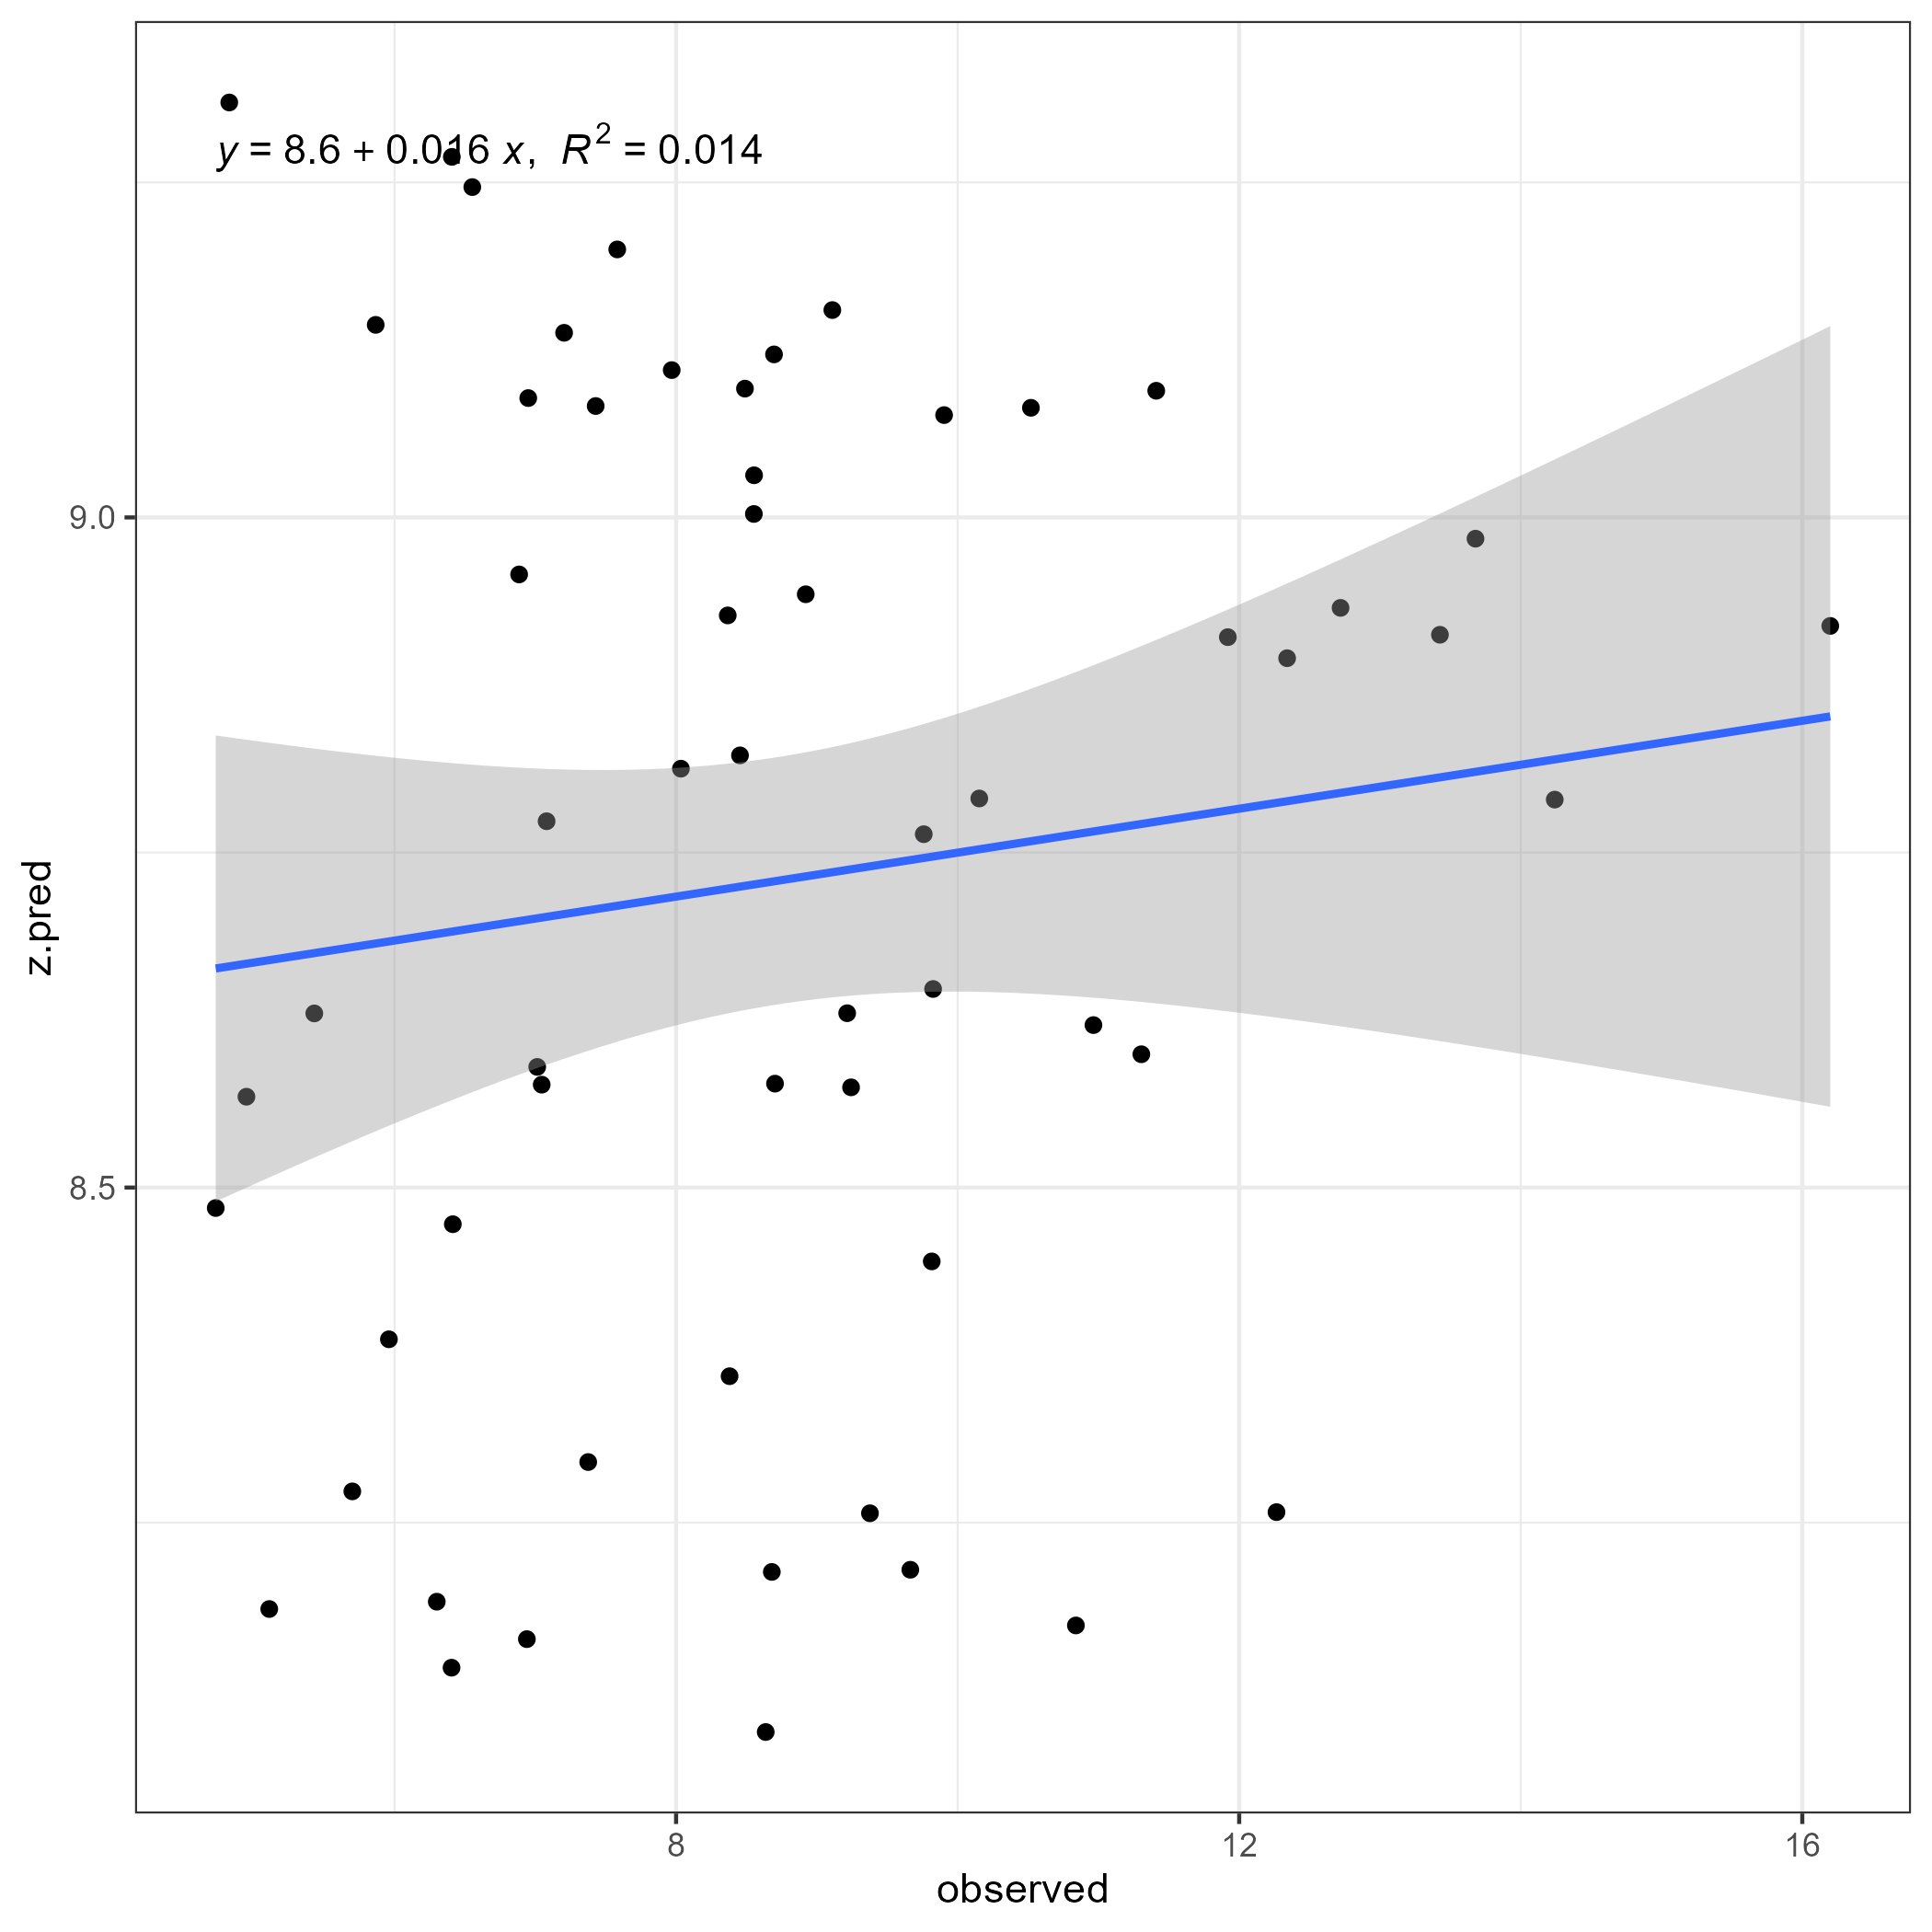 y = 8.6 + 0.016 x, R² = 0.014
9.0
8.5
z.pred
8
12
16
observed